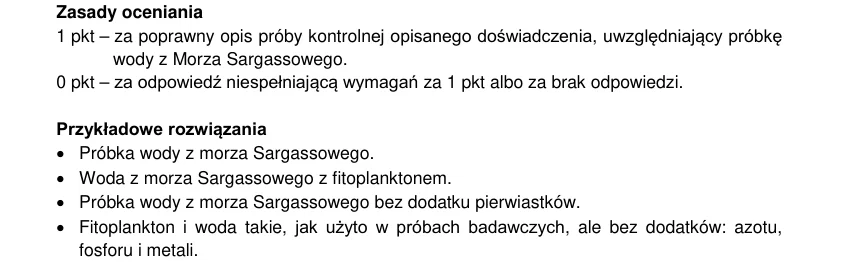 Zasady oceniania
1 pkt – za poprawny opis próby kontrolnej opisanego doświadczenia, uwzględniający próbkę
wody z Morza Sargassowego.
0 pkt – za odpowiedź niespełniającą wymagań za 1 pkt albo za brak odpowiedzi.
Przykładowe rozwiązania
• Próbka wody z morza Sargassowego.
• Woda z morza Sargassowego z fitoplanktonem.
• Próbka wody z morza Sargassowego bez dodatku pierwiastków.
• Fitoplankton i woda takie, jak użyto w próbach badawczych, ale bez dodatków: azotu,
fosforu i metali.